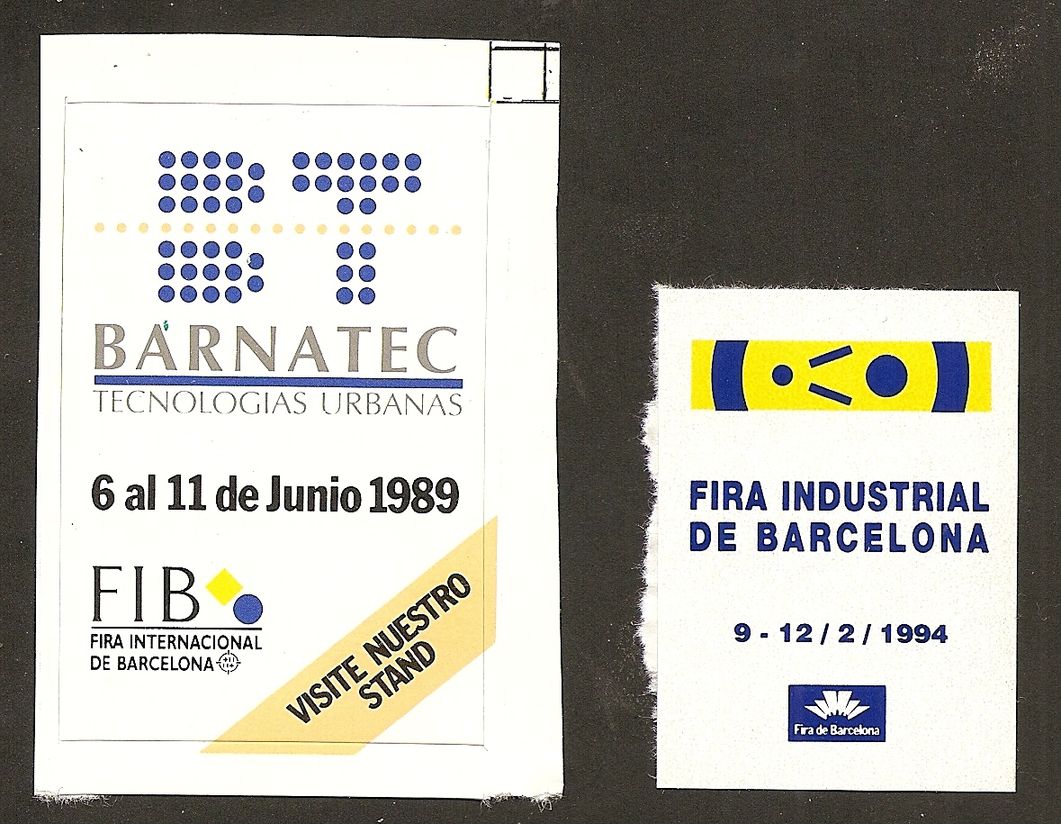 BT
BARNATEC
TECNOLOGIAS URBANAS
6 al 11 de Junio 1989
FIB
FIRA INTERNACIONAL
DE BARCELONA
VISITE NUESTRO
STAND
FIRA INDUSTRIAL
DE BARCELONA
9 - 12 / 2 / 1994
Fira de Barcelona